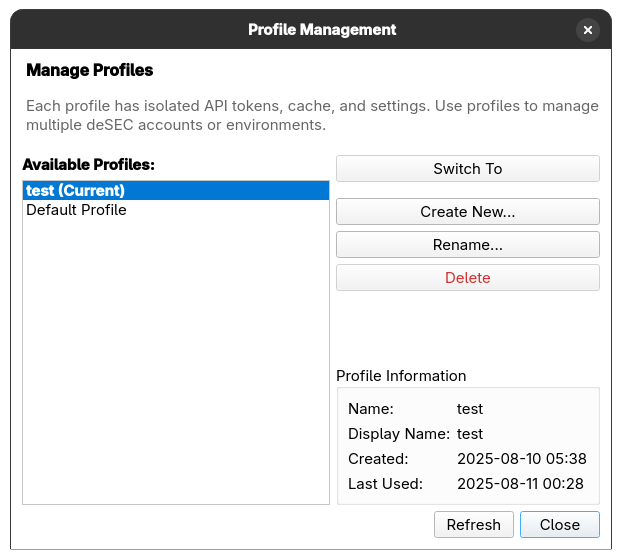 Profile Management
Manage Profiles
Each profile has isolated API tokens, cache, and settings. Use profiles to manage
multiple deSEC accounts or environments.
Available Profiles:
test (Current)
Default Profile
Switch To
Create New...
Rename...
Delete
Profile Information
Name: test
Display Name: test
Created: 2025-08-10 05:38
Last Used: 2025-08-11 00:28
Refresh
Close